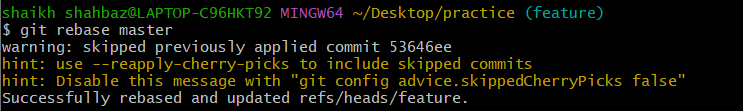 shaikh shahbaz@LAPTOP-C96HKT92 MINGW64 ~/Desktop/practice (feature)
$ git rebase master
warning: skipped previously applied commit 53646ee
hint: use --reapply-cherry-picks to include skipped commits
hint: Disable this message with "git config advice.skippedCherryPicks false"
Successfully rebased and updated refs/heads/feature.